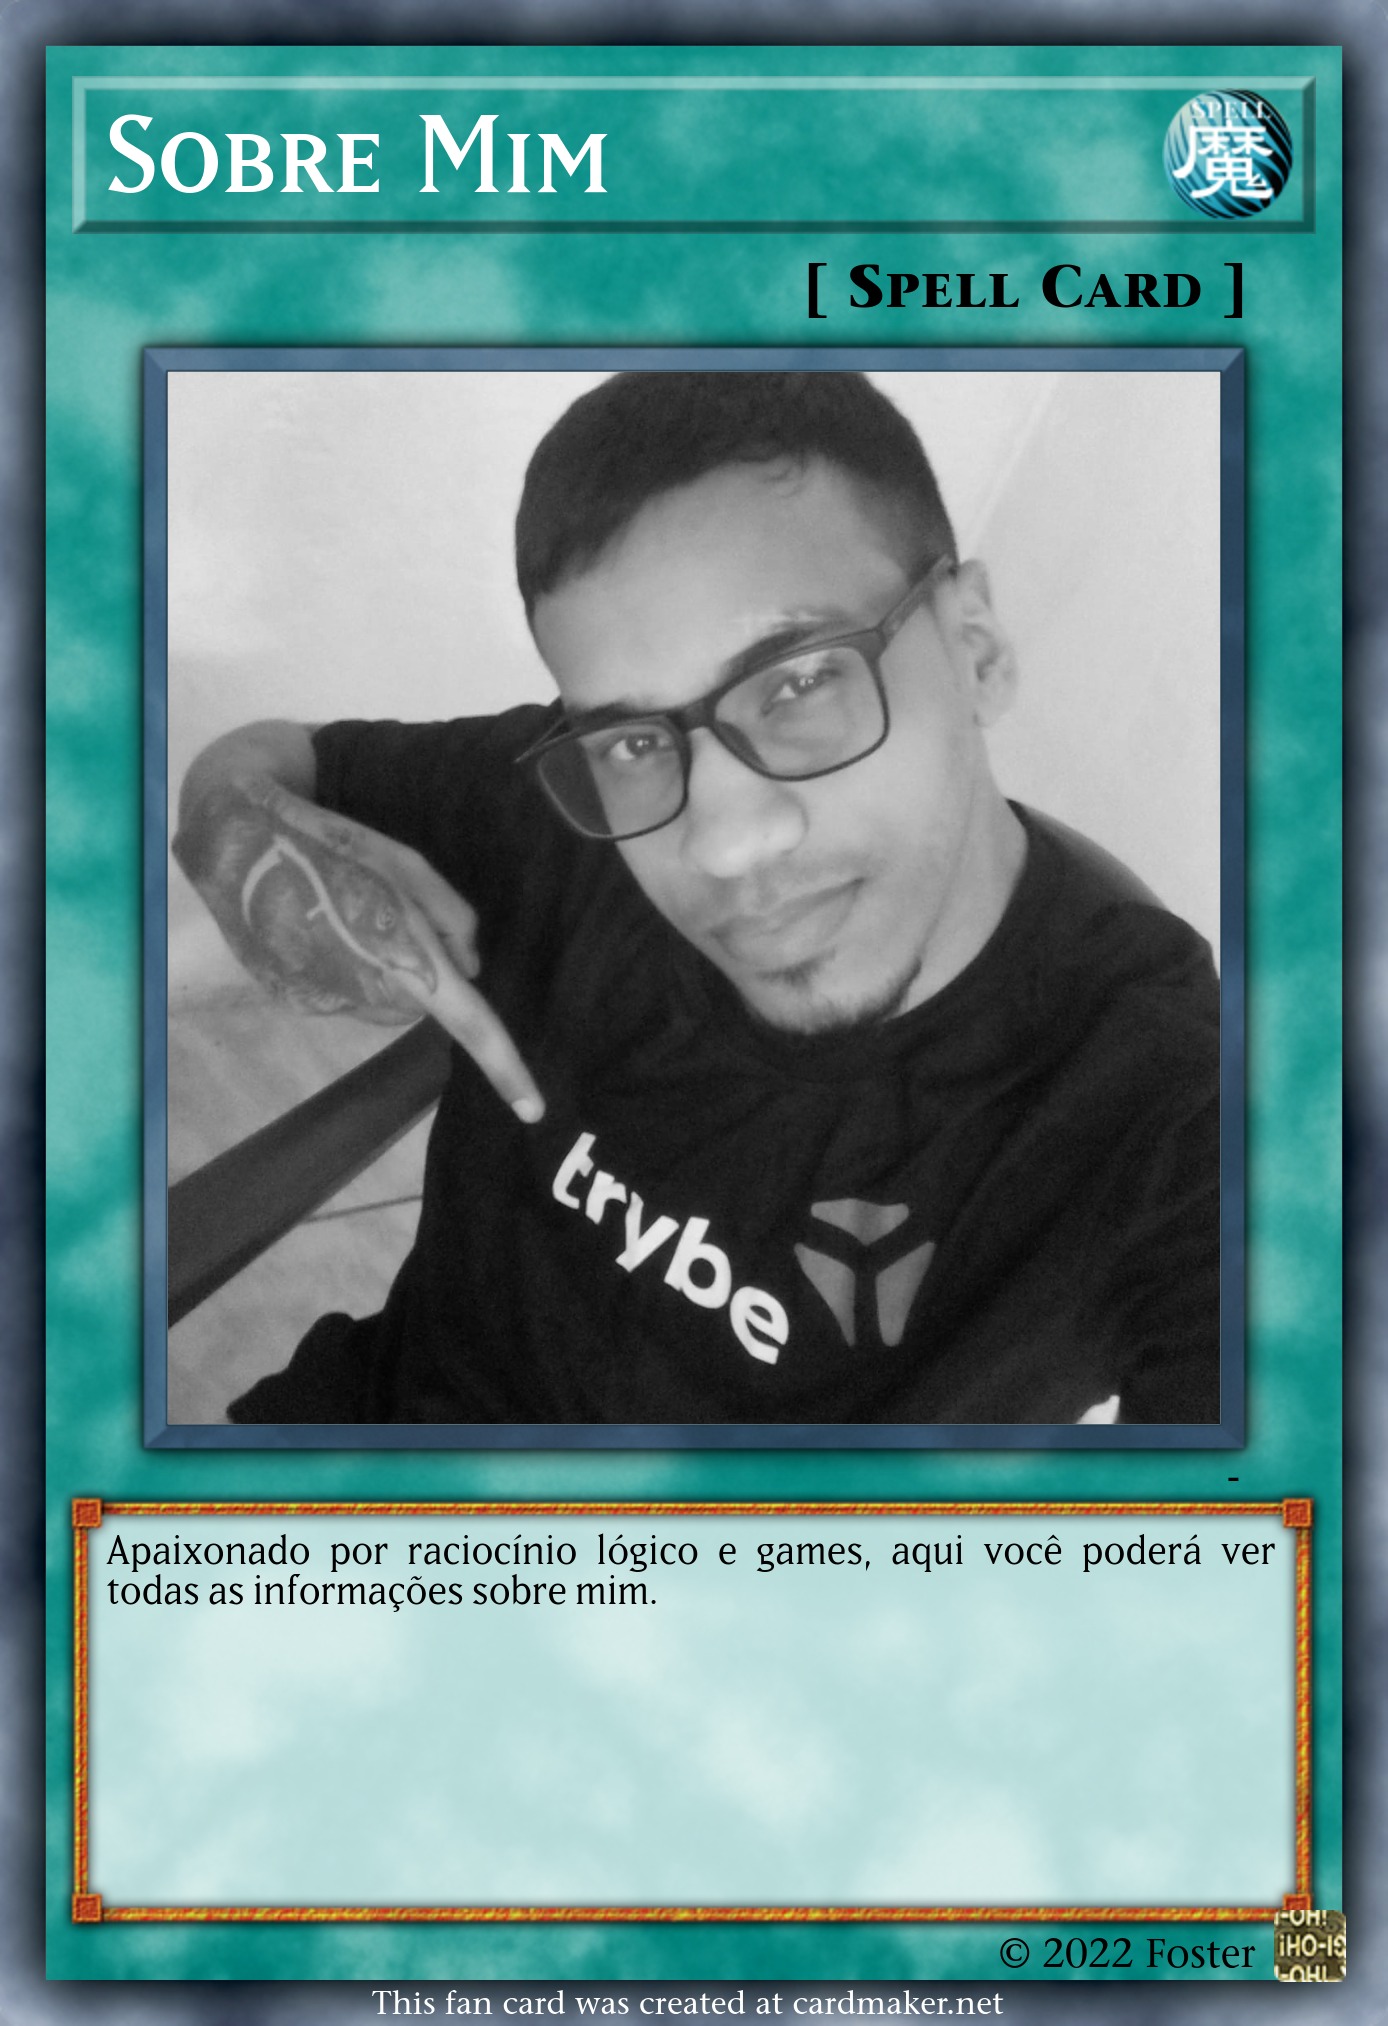 Sobre Mim
SPELL
魔
[ Spell Card ]
trybe
-
Apaixonado por raciocínio lógico e games, aqui você poderá ver
todas as informações sobre mim.
© 2022 Foster
This fan card was created at cardmaker.net